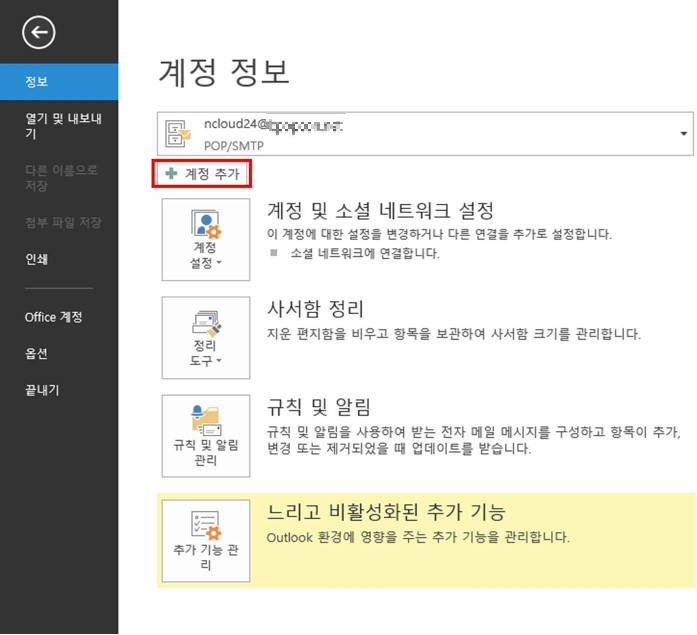 계정 정보
정보
열기 및 내보내
기
다른 이름으로
저장
첨부 파일 저장
인쇄
Office 계정
옵션
끝내기
ncloud24@
POP/SMTP
계정 추가
계정
설정
계정 및 소셜 네트워크 설정
이 계정에 대한 설정을 변경하거나 다른 연결을 추가로 설정합니다.
소셜 네트워크에 연결합니다.
정리
도구
사서함 정리
지운 편지함을 비우고 항목을 보관하여 사서함 크기를 관리합니다.
규칙 및 알림
관리
규칙 및 알림
규칙 및 알림을 사용하여 받는 전자 메일 메시지를 구성하고 항목이 추가,
변경 또는 제거되었을 때 업데이트를 받습니다.
추가 기능 관
리
느리고 비활성화된 추가 기능
Outlook 환경에 영향을 주는 추가 기능을 관리합니다.